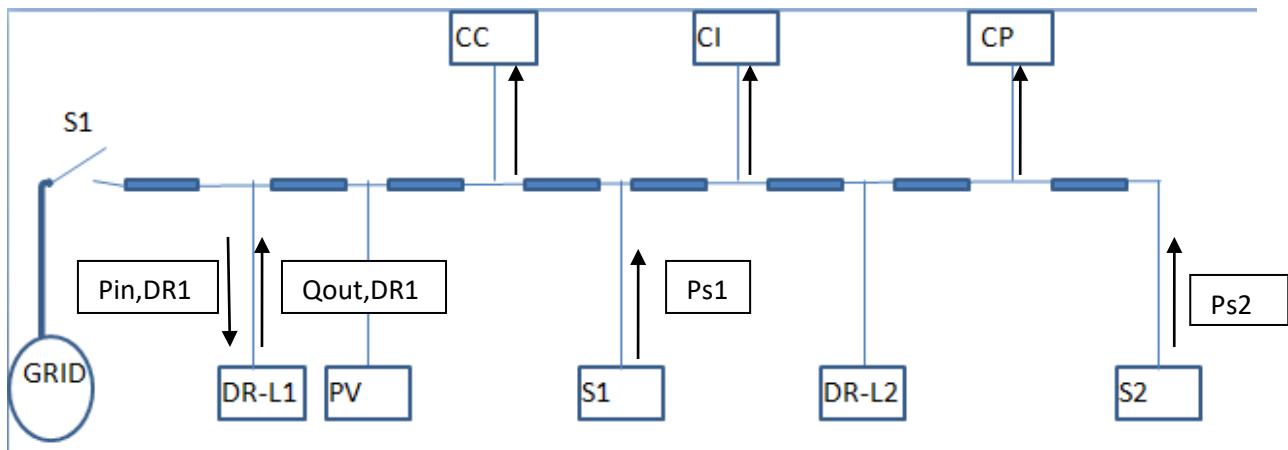 CC
CI
CP
S1
Pin,DR1
Qout,DR1
Ps1
Ps2
GRID
DR-L1
PV
S1
DR-L2
S2